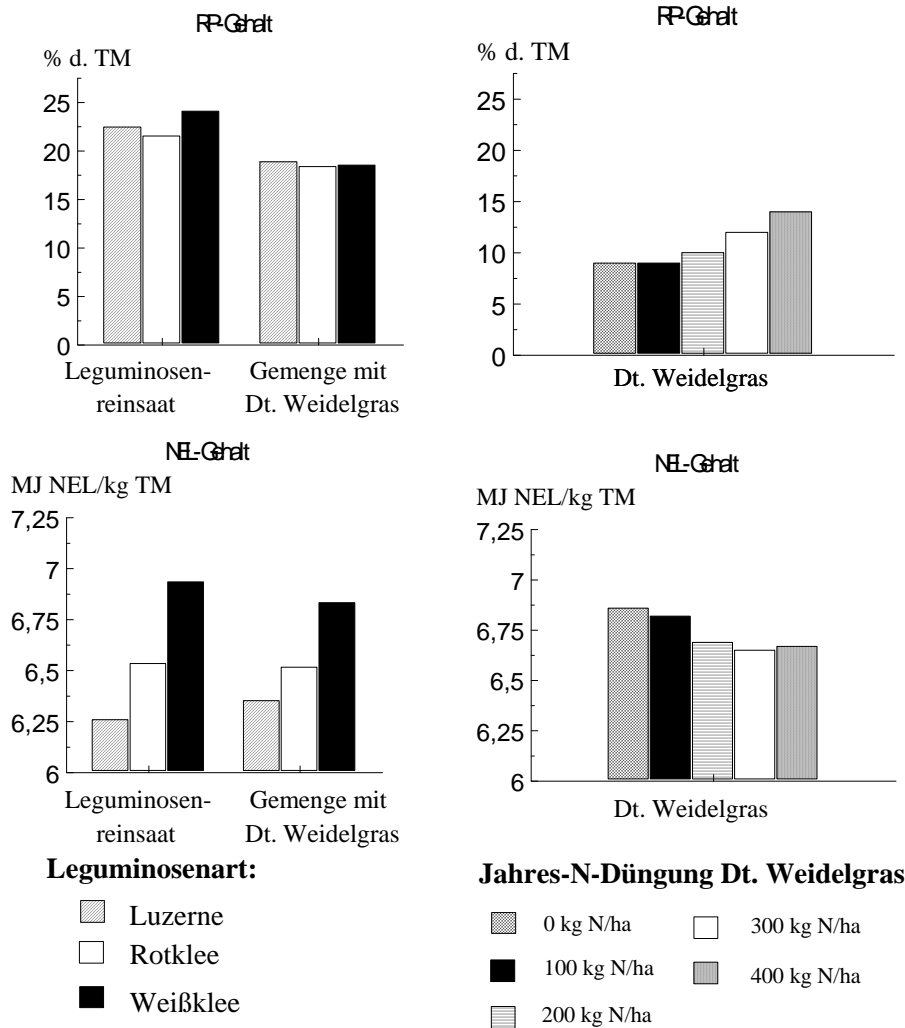 RP-Gehalt
% d. TM
25
20
15
10
5
0
Leguminosen-
reinsaat
Gemenge mit
Dt. Weidelgras
RP-Gehalt
% d. TM
25
20
15
10
5
0
Dt. Weidelgras
NEL-Gehalt
MJ NEL/kg TM
7,25
7
6,75
6,5
6,25
6
Leguminosen-
reinsaat
Gemenge mit
Dt. Weidelgras
NEL-Gehalt
MJ NEL/kg TM
7,25
7
6,75
6,5
6,25
6
Dt. Weidelgras
Leguminosenart:
Luzerne
Rotklee
Weißklee
Jahres-N-Düngung Dt. Weidelgras
0 kg N/ha
100 kg N/ha
200 kg N/ha
300 kg N/ha
400 kg N/ha